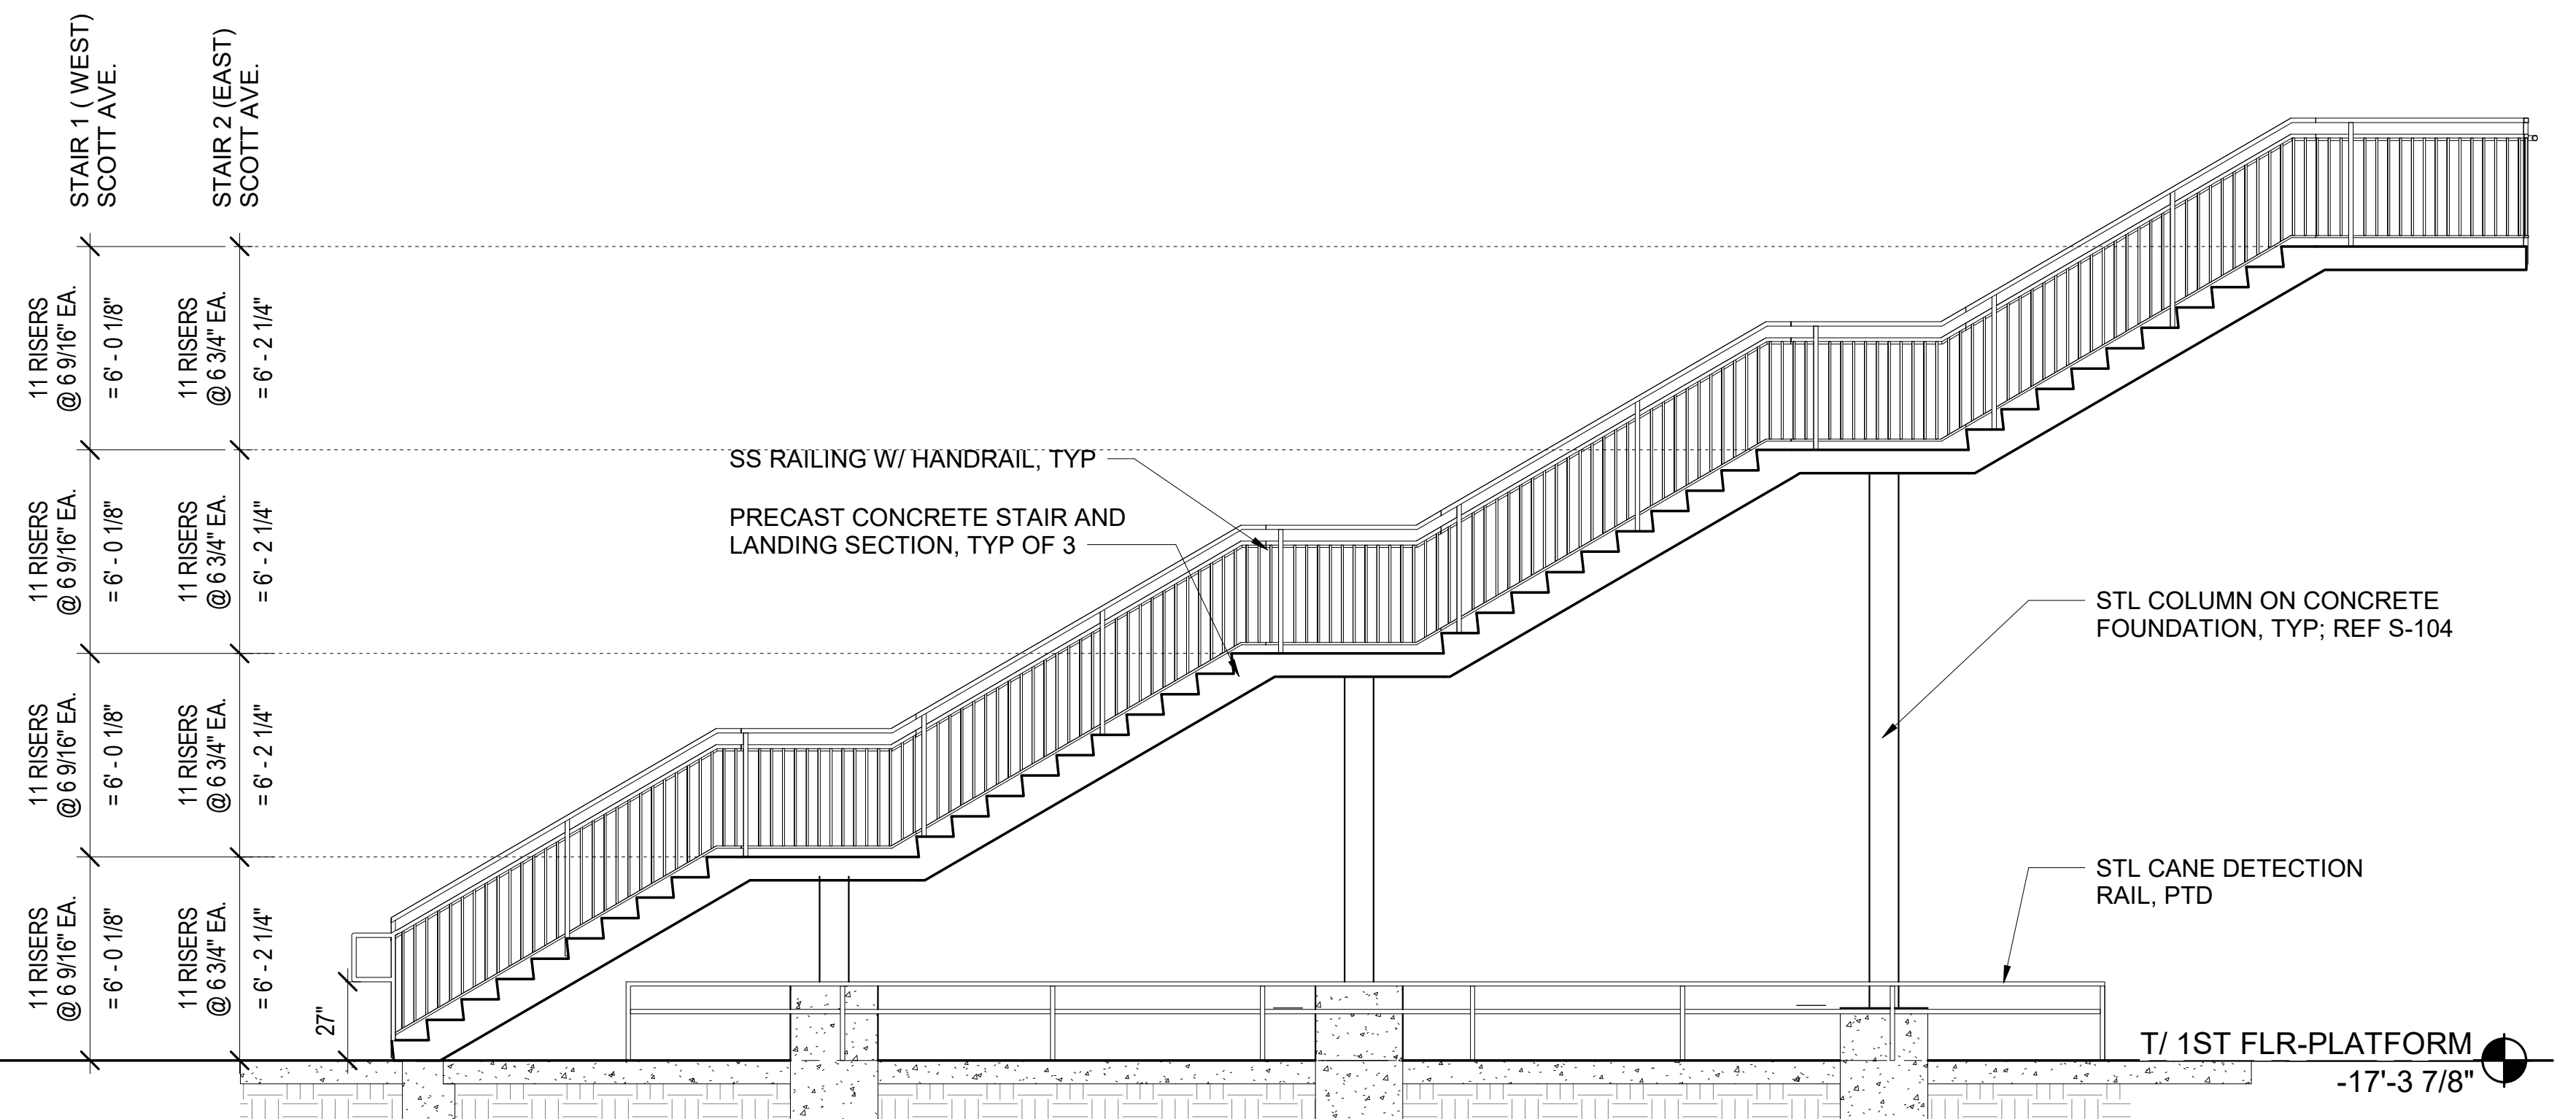 STAIR 1 ( WEST)
SCOTT AVE.
STAIR 2 (EAST)
SCOTT AVE.
11 RISERS
@ 6 9/16" EA.
= 6' - 0 1/8"
11 RISERS
@ 6 3/4" EA.
= 6' - 2 1/4"
11 RISERS
@ 6 9/16" EA.
= 6' - 0 1/8"
11 RISERS
@ 6 3/4" EA.
= 6' - 2 1/4"
11 RISERS
@ 6 9/16" EA.
= 6' - 0 1/8"
11 RISERS
@ 6 3/4" EA.
= 6' - 2 1/4"
11 RISERS
@ 6 9/16" EA.
= 6' - 0 1/8"
11 RISERS
@ 6 3/4" EA.
= 6' - 2 1/4"
27"
SS RAILING W/ HANDRAIL, TYP
PRECAST CONCRETE STAIR AND
LANDING SECTION, TYP OF 3
STL COLUMN ON CONCRETE
FOUNDATION, TYP; REF S-104
STL CANE DETECTION
RAIL, PTD
T/ 1ST FLR-PLATFORM
-17'-3 7/8"